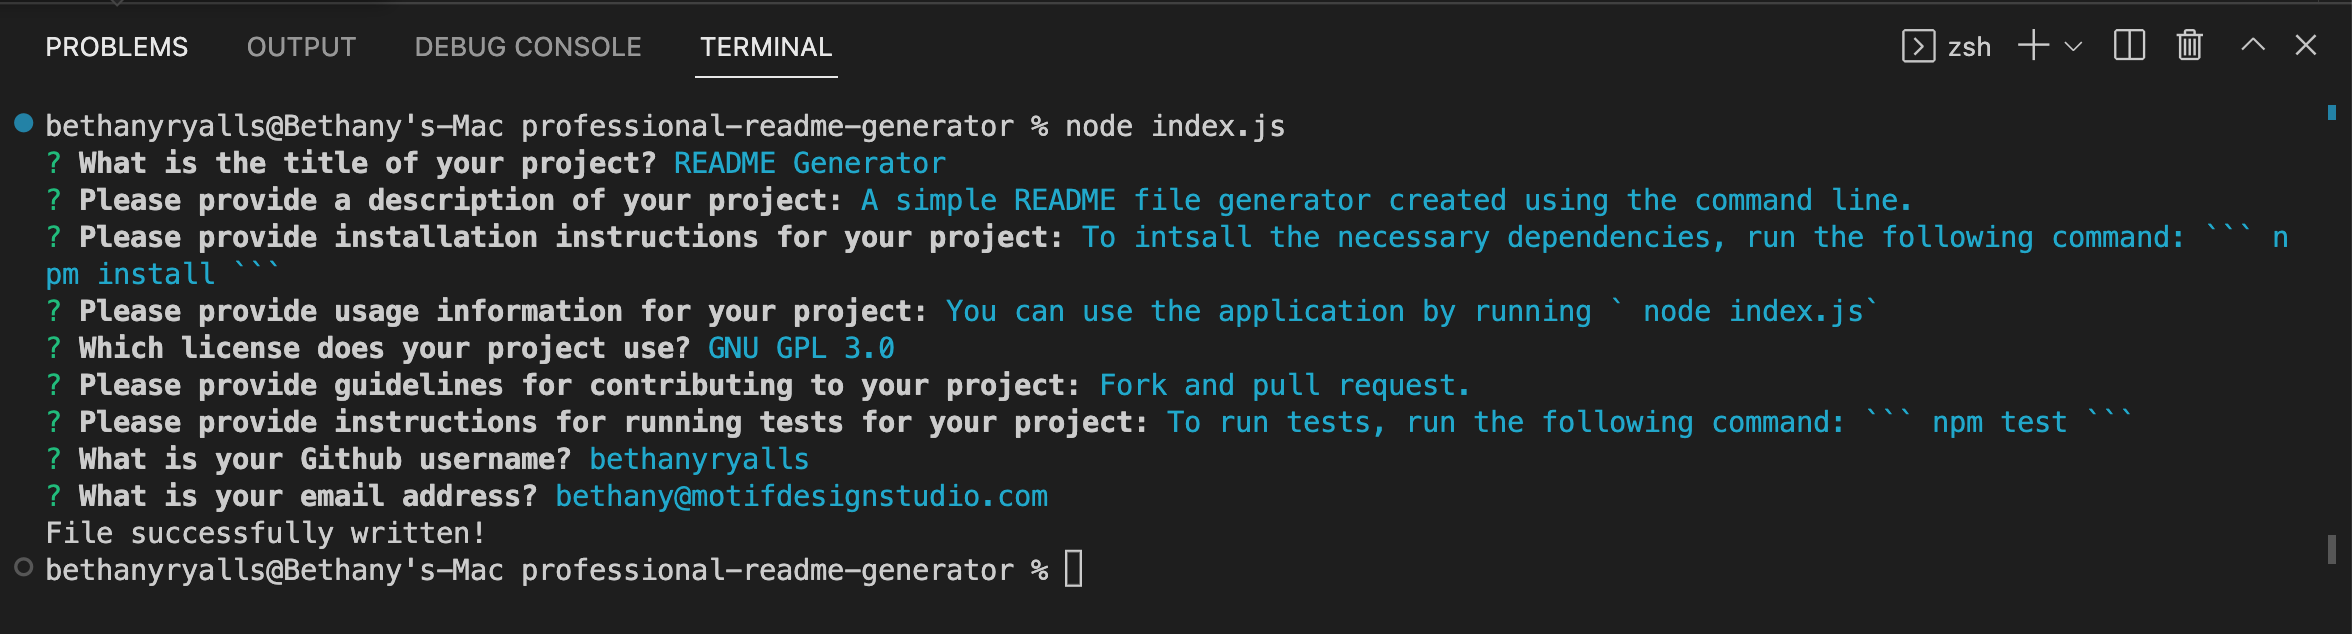 PROBLEMS OUTPUT DEBUG CONSOLE TERMINAL zsh
bethanyryalls@Bethany's-Mac professional-readme-generator % node index.js
? What is the title of your project? README Generator
? Please provide a description of your project: A simple README file generator created using the command line.
? Please provide installation instructions for your project: To intsall the necessary dependencies, run the following command: ``` n
pm install ```
? Please provide usage information for your project: You can use the application by running ` node index.js`
? Which license does your project use? GNU GPL 3.0
? Please provide guidelines for contributing to your project: Fork and pull request.
? Please provide instructions for running tests for your project: To run tests, run the following command: ``` npm test ```
? What is your Github username? bethanyryalls
? What is your email address? bethany@motifdesignstudio.com
File successfully written!
bethanyryalls@Bethany's-Mac professional-readme-generator %